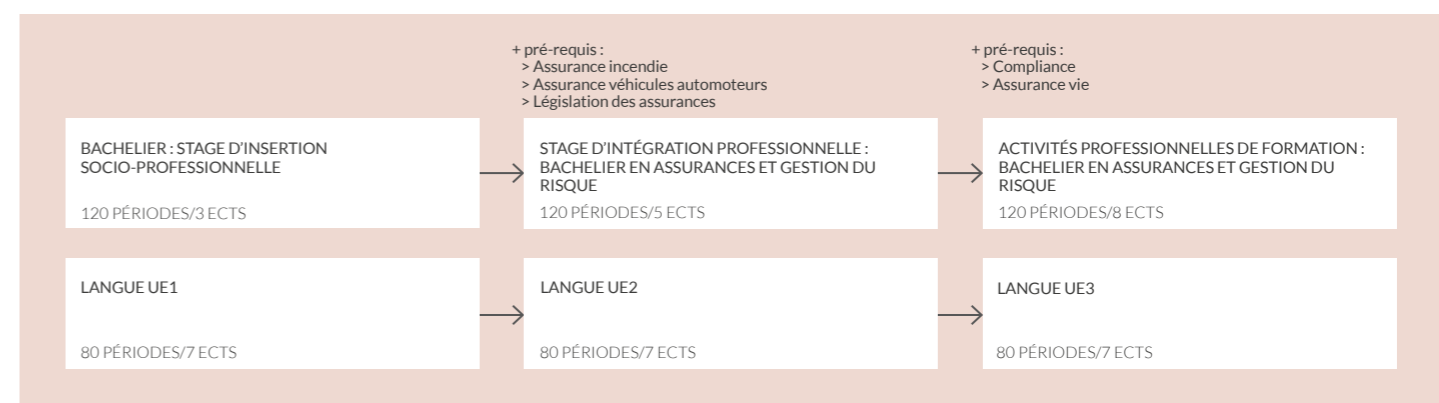 + pré-requis :
> Assurance incendie
> Assurance véhicules automoteurs
> Législation des assurances
+ pré-requis :
> Compliance
> Assurance vie
BACHELIER : STAGE D'INSERTION
SOCIO-PROFESSIONNELLE
120 PÉRIODES/3 ECTS
STAGE D'INTÉGRATION PROFESSIONNELLE :
BACHELIER EN ASSURANCES ET GESTION DU
RISQUE
120 PÉRIODES/5 ECTS
ACTIVITÉS PROFESSIONNELLES DE FORMATION :
BACHELIER EN ASSURANCES ET GESTION DU
RISQUE
120 PÉRIODES/8 ECTS
LANGUE UE1
80 PÉRIODES/7 ECTS
LANGUE UE2
80 PÉRIODES/7 ECTS
LANGUE UE3
80 PÉRIODES/7 ECTS